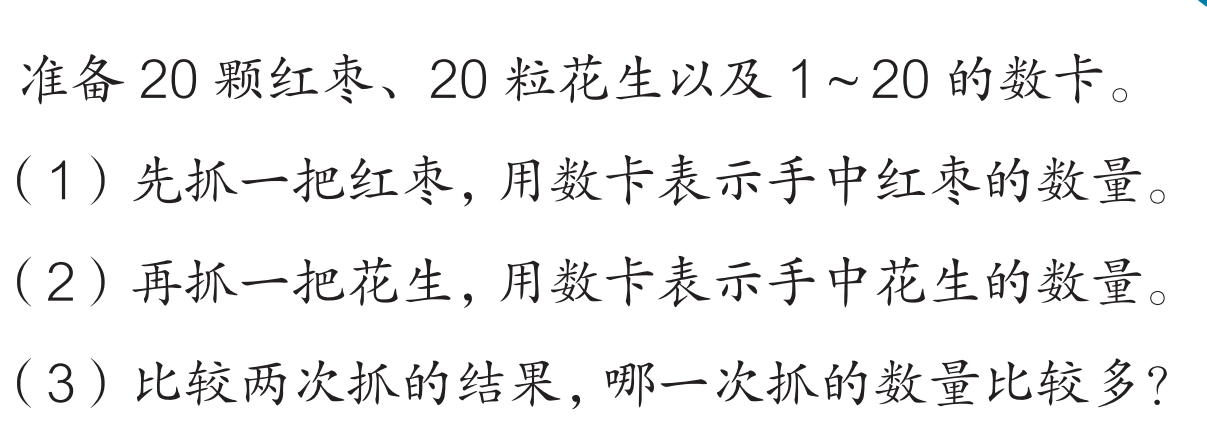 准备 20 颗红枣、20 粒花生以及 1～20 的数卡。
（1）先抓一把红枣，用数卡表示手中红枣的数量。
（2）再抓一把花生，用数卡表示手中花生的数量。
（3）比较两次抓的结果，哪一次抓的数量比较多？